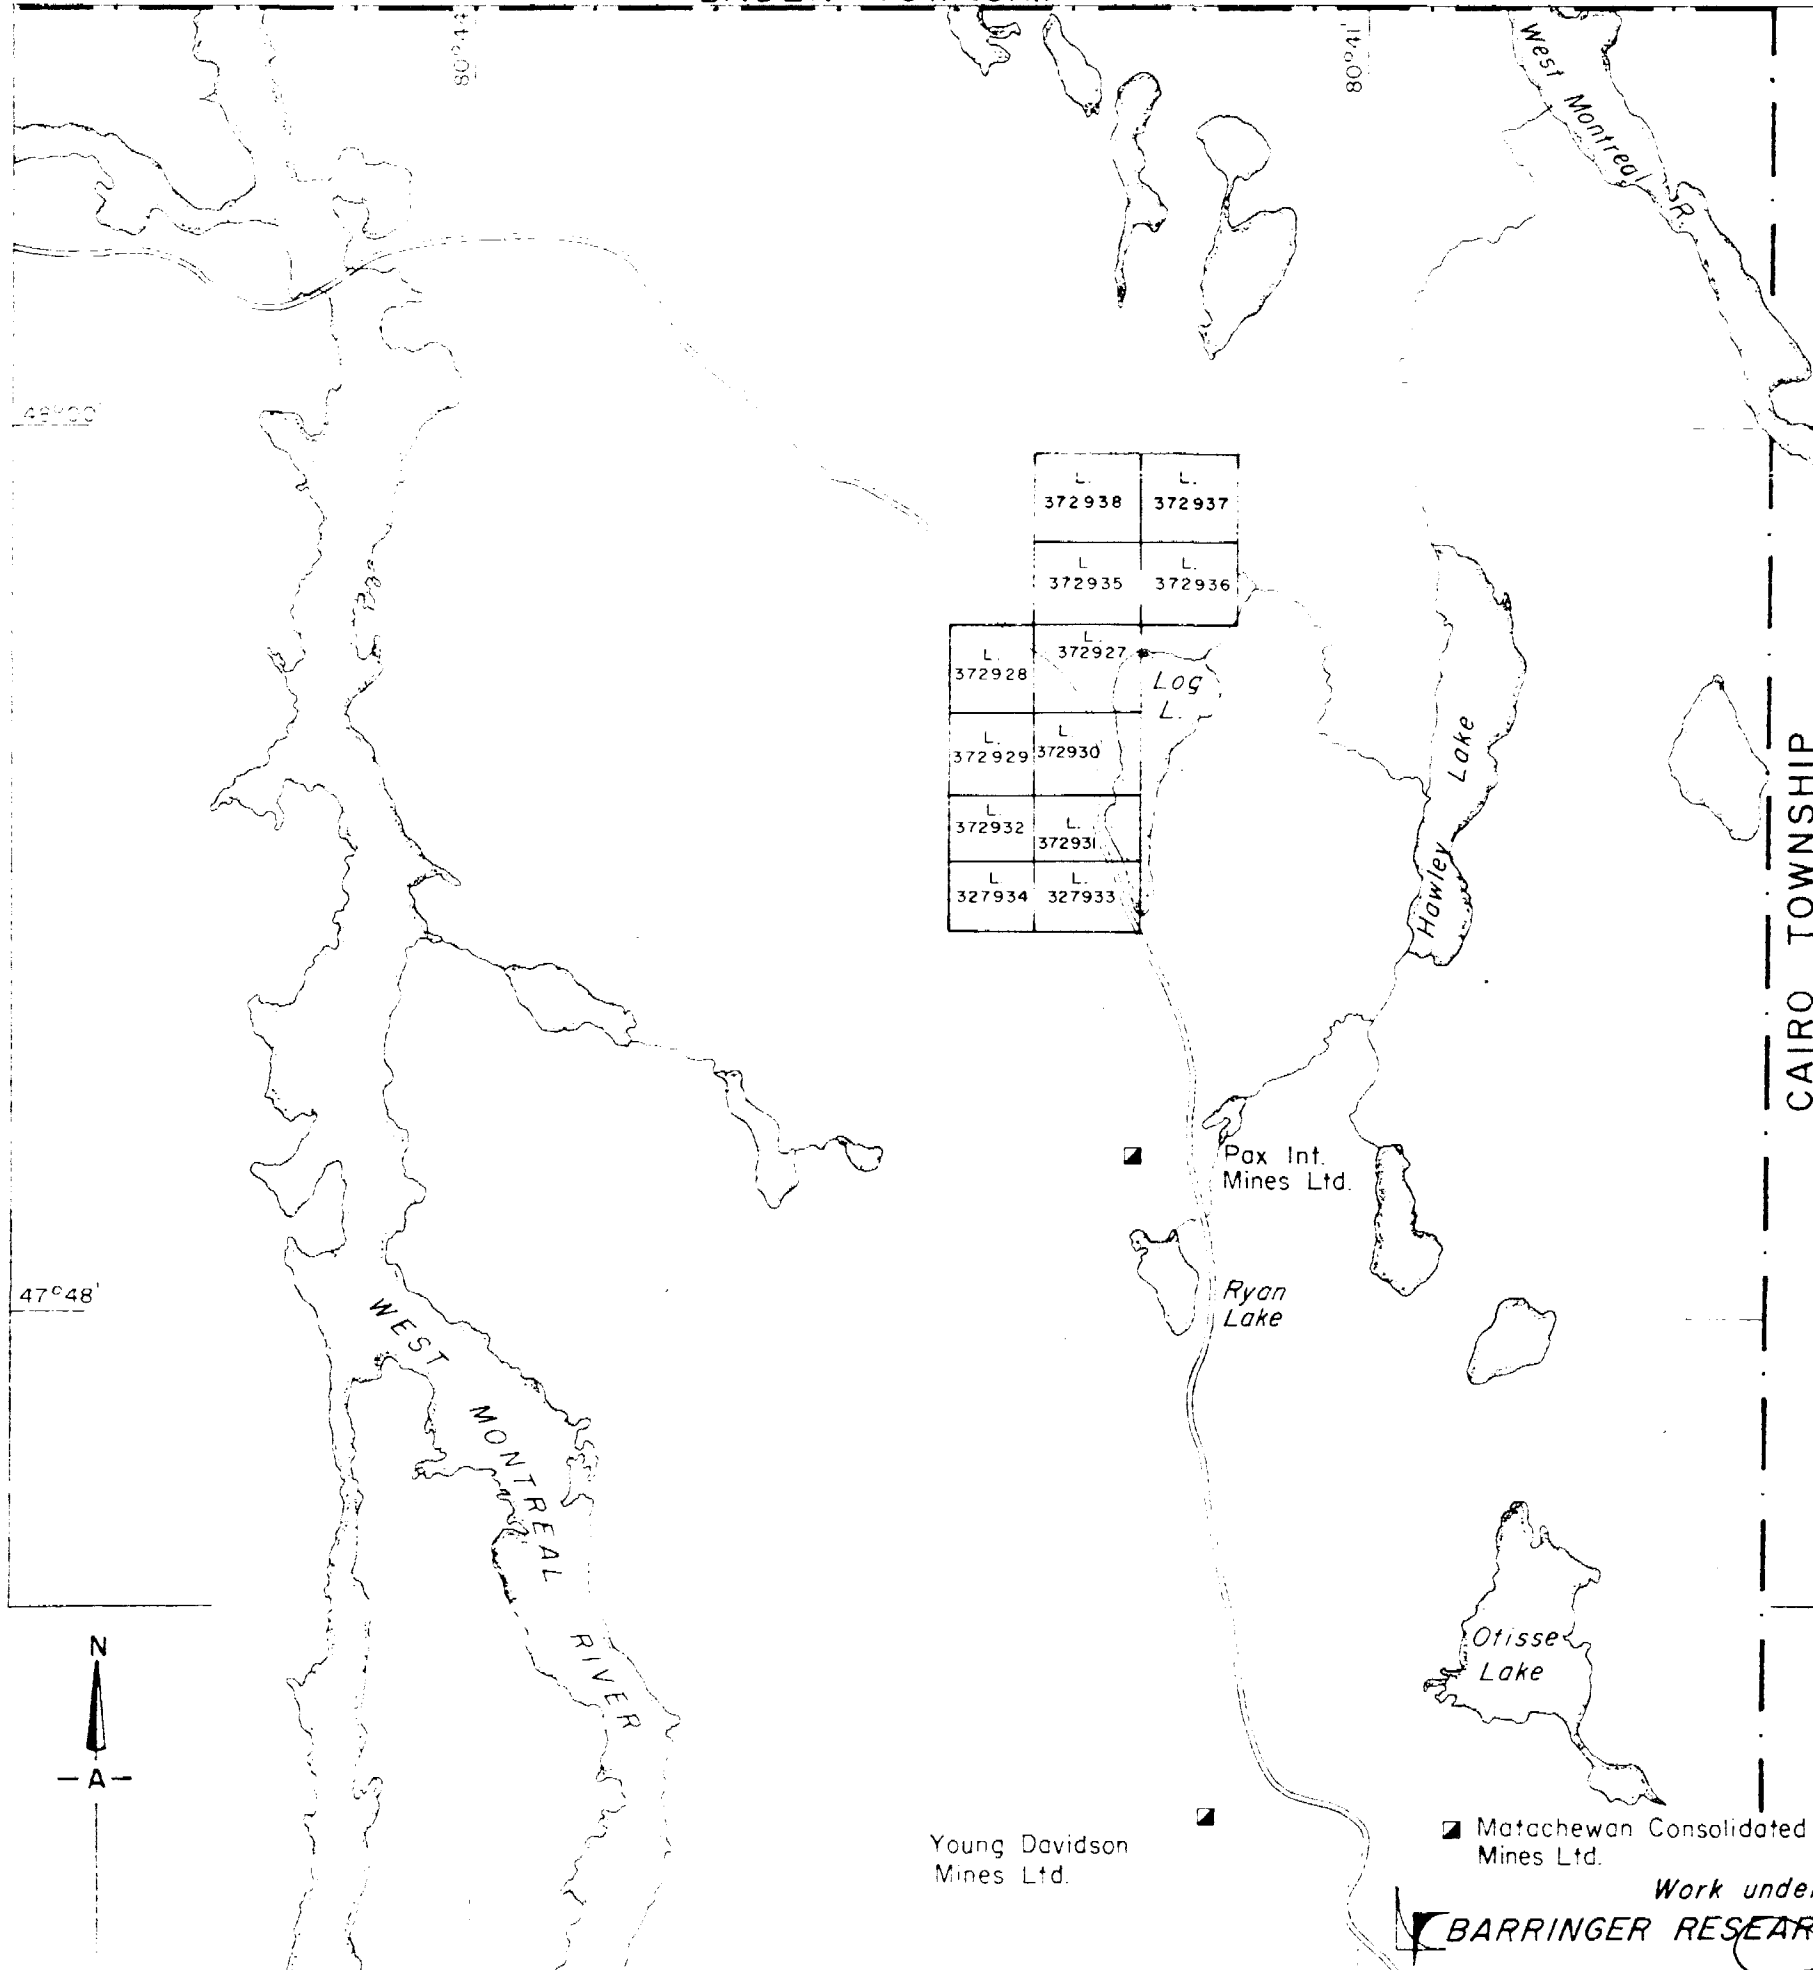 80°41'
West Montreal R.
48°00'
L.
372938
L.
372937
L
372935
L.
372936
L.
372928
L.
372927
Log
L.
L.
372929
L.
372930
L.
372932
L.
372931
L.
327934
L.
327933
Hawley Lake
CAIRO TOWNSHIP
Pax Int.
Mines Ltd.
47°48'
Ryan
Lake
WEST MONTREAL RIVER
Otisse
Lake
N
A
Young Davidson
Mines Ltd.
Matachewan Consolidated
Mines Ltd.
Work under
BARRINGER RESEAR